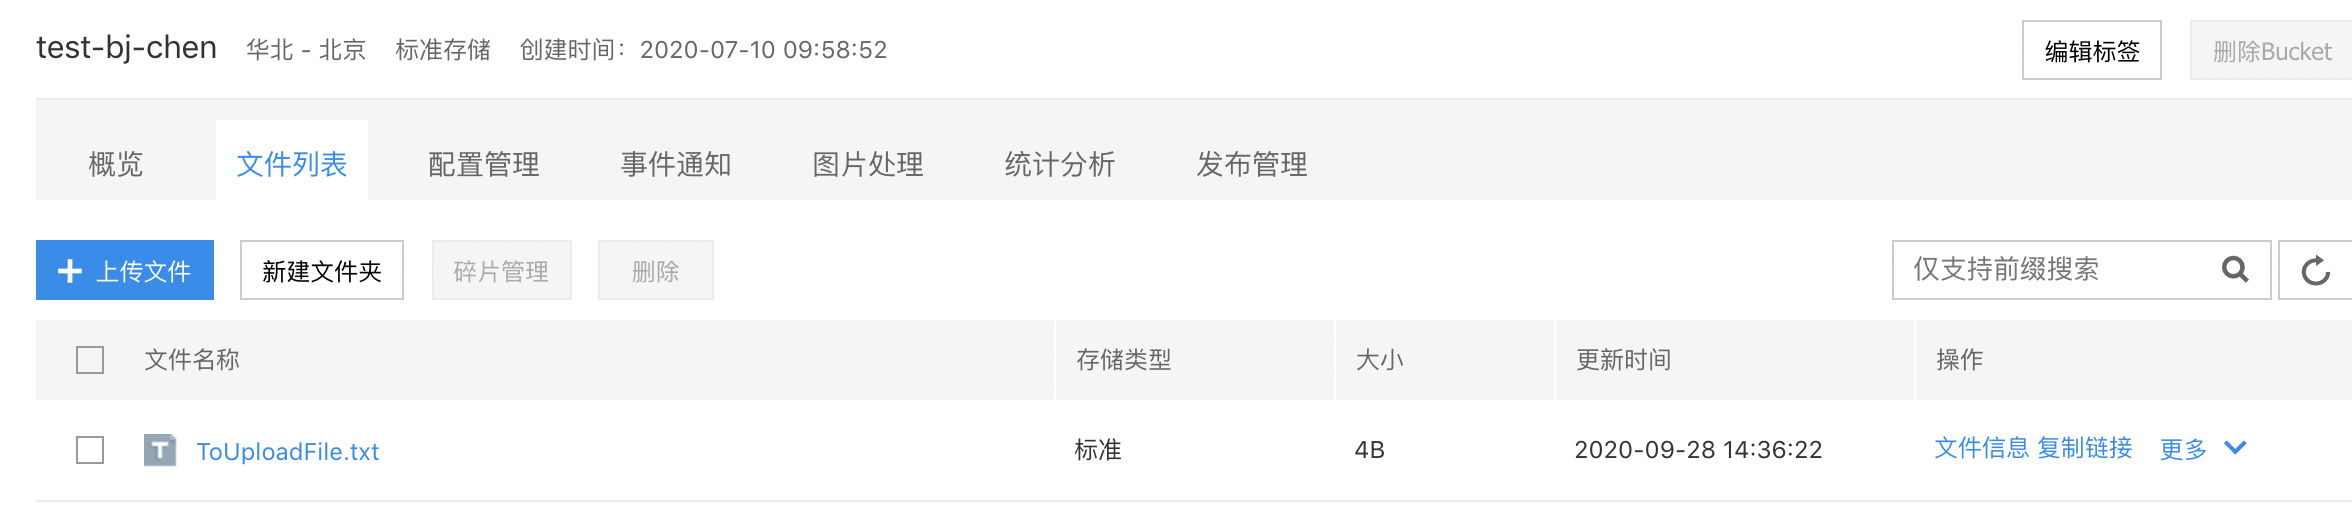 test-bj-chen 华北 - 北京 标准存储 创建时间：2020-07-10 09:58:52 编辑标签 删除Bucket
概览 文件列表 配置管理 事件通知 图片处理 统计分析 发布管理
上传文件 新建文件夹 碎片管理 删除 仅支持前缀搜索
文件名称 存储类型 大小 更新时间 操作
ToUploadFile.txt 标准 4B 2020-09-28 14:36:22 文件信息 复制链接 更多